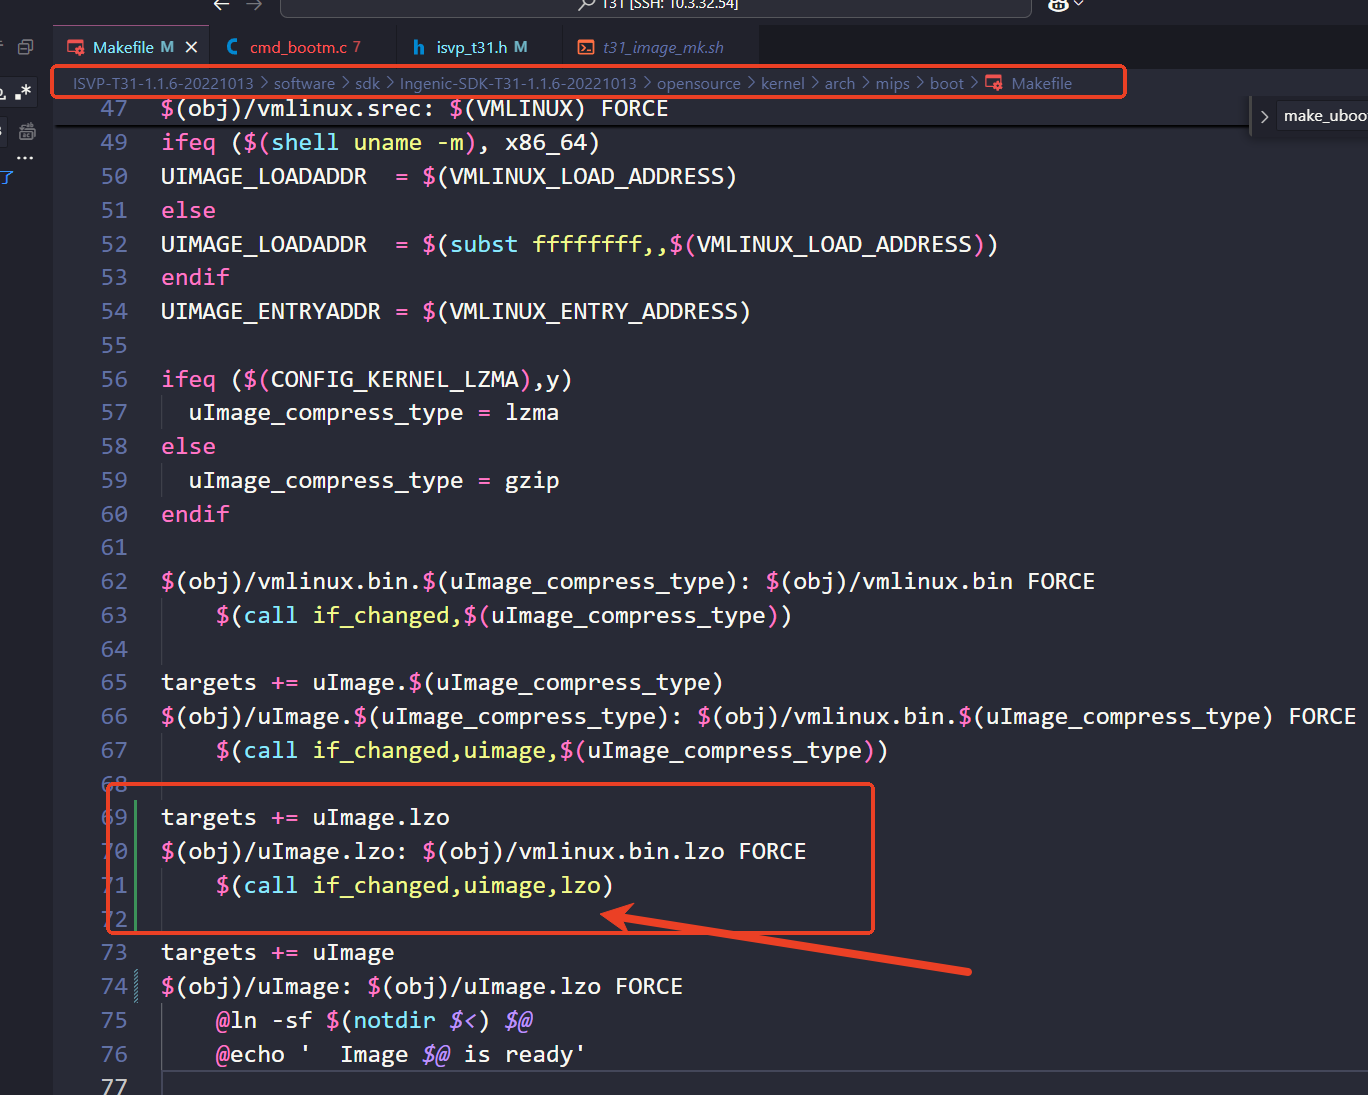 T31 [SSH: 10.3.32.54]
Makefile M
cmd_bootm.c 7
isvp_t31.h M
t31_image_mk.sh
ISVP-T31-1.1.6-20221013 > software > sdk > Ingenic-SDK-T31-1.1.6-20221013 > opensource > kernel > arch > mips > boot > Makefile
47 $(obj)/vmlinux.srec: $(VMLINUX) FORCE
make_uboo
49 ifeq ($(shell uname -m), x86_64)
50 UIMAGE_LOADADDR  = $(VMLINUX_LOAD_ADDRESS)
51 else
52 UIMAGE_LOADADDR  = $(subst ffffffff,,$(VMLINUX_LOAD_ADDRESS))
53 endif
54 UIMAGE_ENTRYADDR = $(VMLINUX_ENTRY_ADDRESS)
55
56 ifeq ($(CONFIG_KERNEL_LZMA),y)
57   uImage_compress_type = lzma
58 else
59   uImage_compress_type = gzip
60 endif
61
62 $(obj)/vmlinux.bin.$(uImage_compress_type): $(obj)/vmlinux.bin FORCE
63     $(call if_changed,$(uImage_compress_type))
64
65 targets += uImage.$(uImage_compress_type)
66 $(obj)/uImage.$(uImage_compress_type): $(obj)/vmlinux.bin.$(uImage_compress_type) FORCE
67     $(call if_changed,uimage,$(uImage_compress_type))
68
69 targets += uImage.lzo
70 $(obj)/uImage.lzo: $(obj)/vmlinux.bin.lzo FORCE
71     $(call if_changed,uimage,lzo)
72
73 targets += uImage
74 $(obj)/uImage: $(obj)/uImage.lzo FORCE
75     @ln -sf $(notdir $<) $@
76     @echo '  Image $@ is ready'
77
了